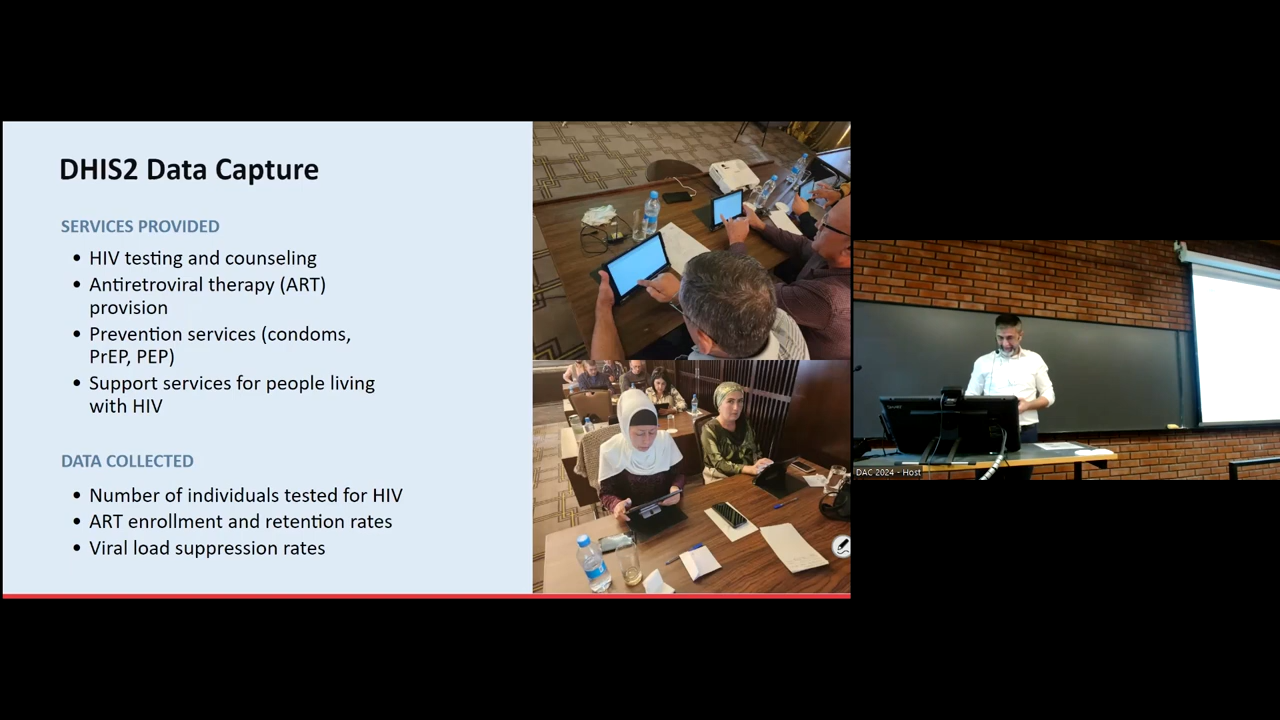 DHIS2 Data Capture
SERVICES PROVIDED
• HIV testing and counseling
• Antiretroviral therapy (ART)
provision
• Prevention services (condoms,
PrEP, PEP)
• Support services for people living
with HIV
DATA COLLECTED
• Number of individuals tested for HIV
• ART enrollment and retention rates
• Viral load suppression rates
DAC 2024 - Host